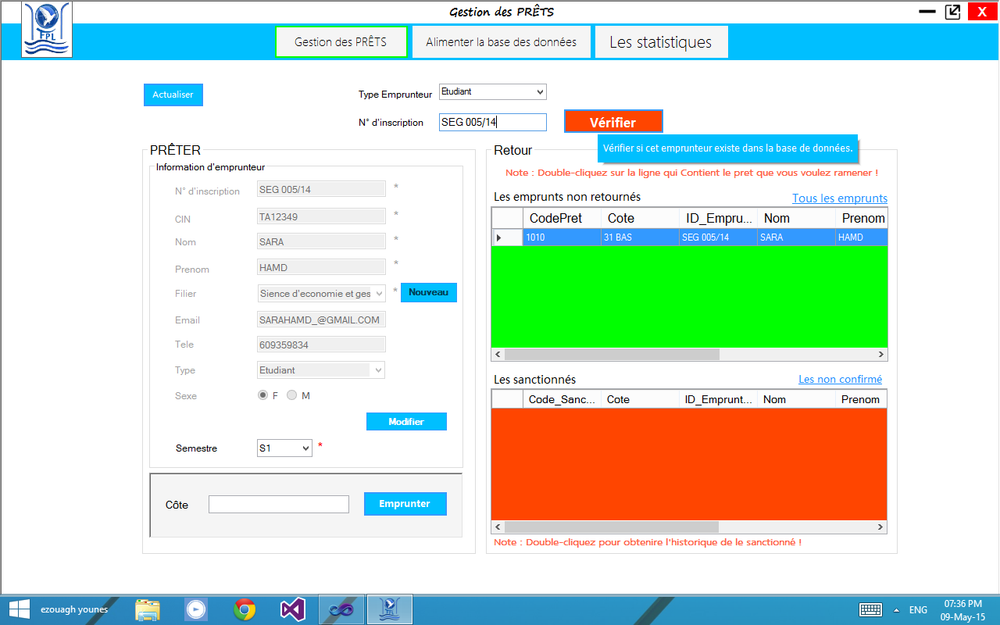 Gestion des PRÊTS
X
FPL
Gestion des PRÊTS
Alimenter la base des données
Les statistiques
Actualiser
Type Emprunteur
Etudiant
N° d'inscription
SEG 005/14
Vérifier
Vérifier si cet emprunteur existe dans la base de données.
PRÊTER
Information d'emprunteur
N° d'inscription
SEG 005/14
*
CIN
TA12349
*
Nom
SARA
*
Prenom
HAMD
*
Filier
Sience d'economie et ges
*
Nouveau
Email
SARAHAMD_@GMAIL.COM
Tele
609359834
Type
Etudiant
Sexe
F
M
Modifier
Semestre
S1
*
Côte
Emprunter
Retour
Note : Double-cliquez sur la ligne qui Contient le pret que vous voulez ramener !
Les emprunts non retournés
Tous les emprunts
CodePret Cote ID_Empru... Nom Prenom
1010 31 BAS SEG 005/14 SARA HAMD
Les sanctionnés
Les non confirmé
Code_Sanc... Cote ID_Emprunt... Nom Prenom
Note : Double-cliquez pour obtenire l'historique de le sanctionné !
ezouagh younes
FPL
ENG
07:36 PM
09-May-15